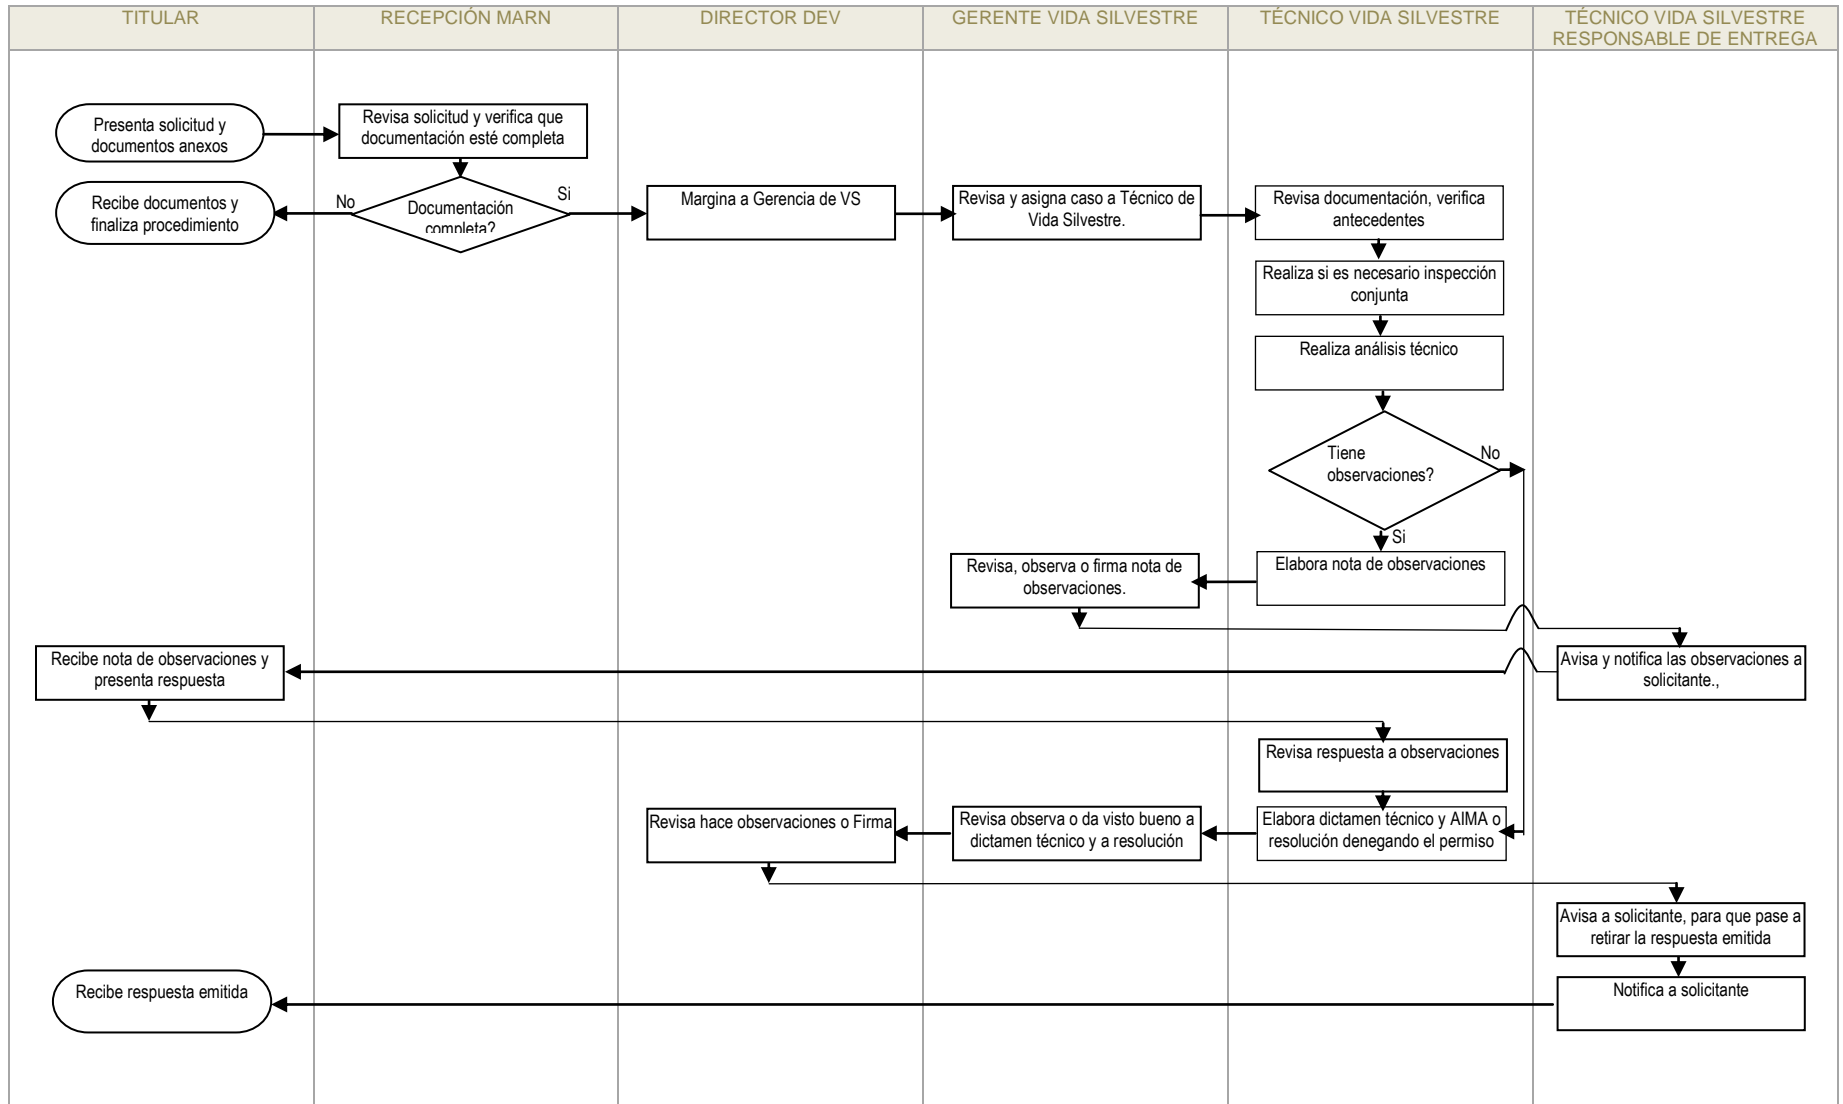 TITULAR
RECEPCIÓN MARN
DIRECTOR DEV
GERENTE VIDA SILVESTRE
TÉCNICO VIDA SILVESTRE
TÉCNICO VIDA SILVESTRE
RESPONSABLE DE ENTREGA
Presenta solicitud y
documentos anexos
Revisa solicitud y verifica que
documentación esté completa
Recibe documentos y
finaliza procedimiento
No
Documentación
completa?
Si
Margina a Gerencia de VS
Revisa y asigna caso a Técnico de
Vida Silvestre.
Revisa documentación, verifica
antecedentes
Realiza si es necesario inspección
conjunta
Realiza análisis técnico
Tiene
observaciones?
No
Si
Elabora nota de observaciones
Revisa, observa o firma nota de
observaciones.
Avisa y notifica las observaciones a
solicitante.,
Recibe nota de observaciones y
presenta respuesta
Revisa respuesta a observaciones
Elabora dictamen técnico y AIMA o
resolución denegando el permiso
Revisa observa o da visto bueno a
dictamen técnico y a resolución
Revisa hace observaciones o Firma
Avisa a solicitante, para que pase a
retirar la respuesta emitida
Notifica a solicitante
Recibe respuesta emitida